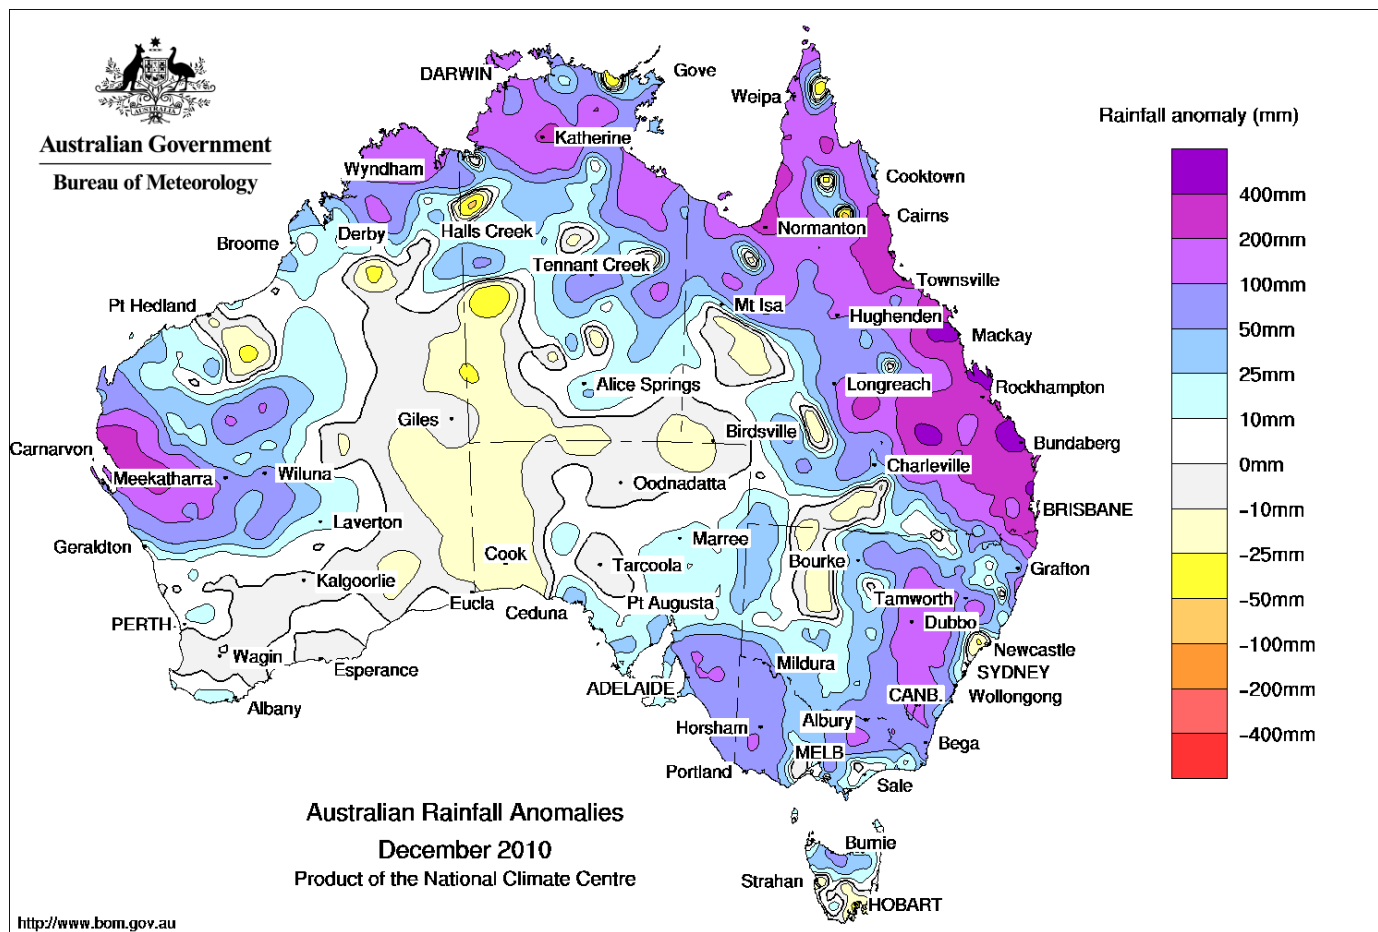 AUSTRALIA
Australian Government
Bureau of Meteorology
DARWIN
Gove
Weipa
Katherine
Wyndham
Cooktown
Cairns
Broome
Derby
Halls Creek
Normanton
Tennant Creek
Townsville
Pt Hedland
Mt Isa
Hughenden
Mackay
Alice Springs
Longreach
Rockhampton
Giles
Birdsville
Bundaberg
Carnarvon
Meekatharra
Wiluna
Charleville
Oodnadatta
Laverton
BRISBANE
Geraldton
Marree
Cook
Tarcoola
Bourke
Grafton
Kalgoorlie
Eucla
Ceduna
Pt Augusta
Tamworth
PERTH
Dubbo
Wagin
Esperance
Mildura
Newcastle
SYDNEY
ADELAIDE
CANB.
Wollongong
Albany
Horsham
Albury
Bega
MELB
Portland
Sale
Burnie
Strahan
HOBART
Rainfall anomaly (mm)
400mm
200mm
100mm
50mm
25mm
10mm
0mm
-10mm
-25mm
-50mm
-100mm
-200mm
-400mm
Australian Rainfall Anomalies
December 2010
Product of the National Climate Centre
http://www.bom.gov.au